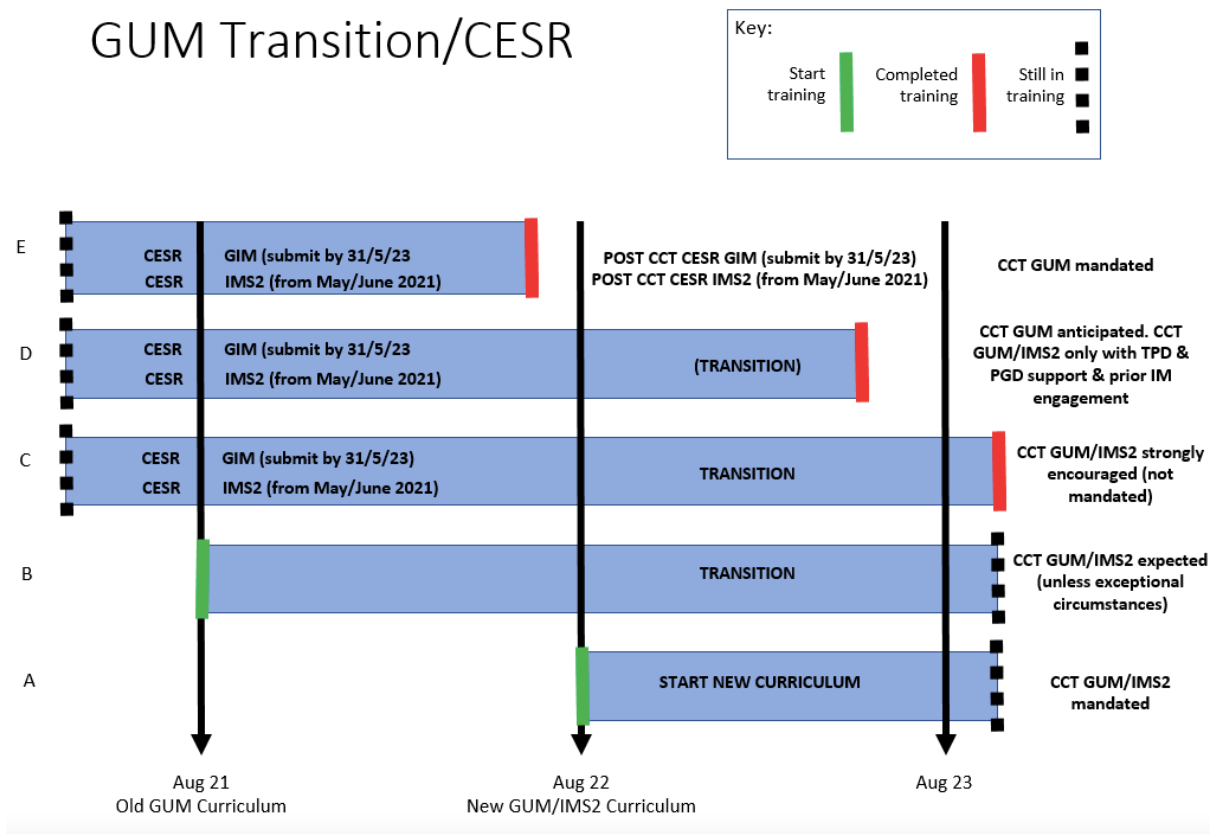 GUM Transition/CESR
Key:
Start
training
Completed
training
Still in
training
E
CESR GIM (submit by 31/5/23
CESR IMS2 (from May/June 2021)
POST CCT CESR GIM (submit by 31/5/23)
POST CCT CESR IMS2 (from May/June 2021)
CCT GUM mandated
D
CESR GIM (submit by 31/5/23
CESR IMS2 (from May/June 2021)
(TRANSITION)
CCT GUM anticipated. CCT
GUM/IMS2 only with TPD &
PGD support & prior IM
engagement
C
CESR GIM (submit by 31/5/23)
CESR IMS2 (from May/June 2021)
TRANSITION
CCT GUM/IMS2 strongly
encouraged (not
mandated)
B
TRANSITION
CCT GUM/IMS2 expected
(unless exceptional
circumstances)
A
START NEW CURRICULUM
CCT GUM/IMS2
mandated
Aug 21
Old GUM Curriculum
Aug 22
New GUM/IMS2 Curriculum
Aug 23